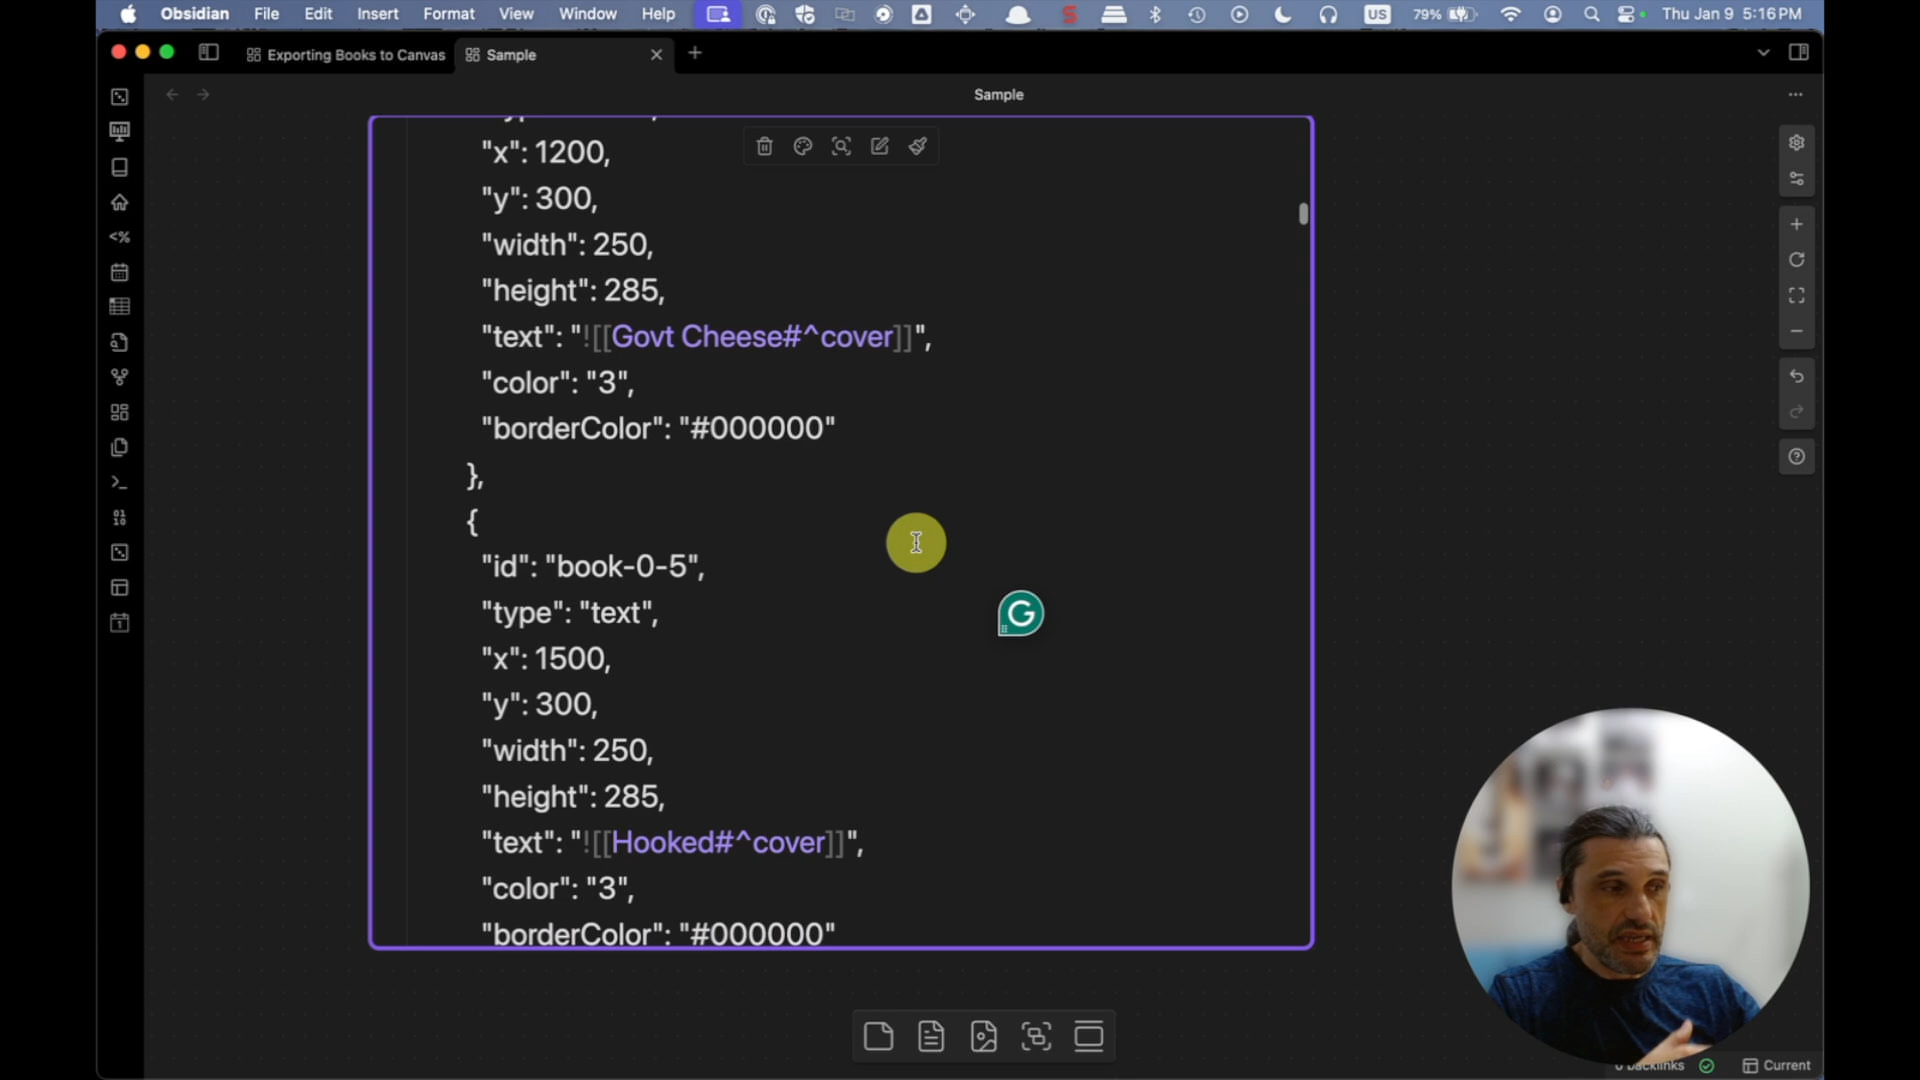 Obsidian File Edit Insert Format View Window Help US 79% Thu Jan 9 5:16 PM
Exporting Books to Canvas Sample
Sample
"x": 1200,
"y": 300,
"width": 250,
"height": 285,
"text": "![[Govt Cheese#^cover]]",
"color": "3",
"borderColor": "#000000"
},
{
"id": "book-0-5",
"type": "text",
"x": 1500,
"y": 300,
"width": 250,
"height": 285,
"text": "![[Hooked#^cover]]",
"color": "3",
"borderColor": "#000000"
backlinks Current